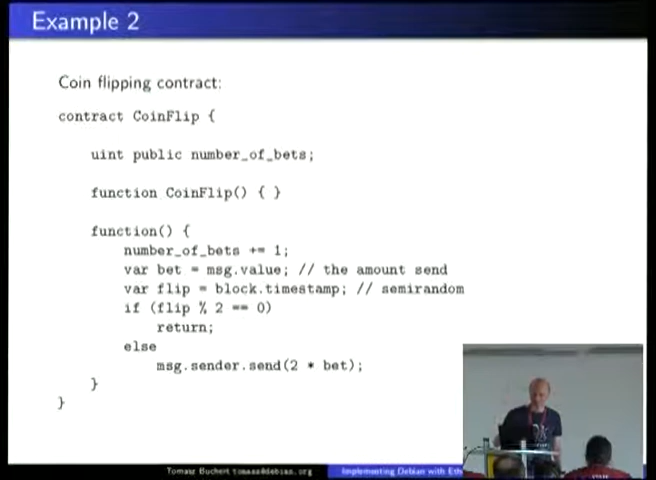 Example 2
Coin flipping contract:
contract CoinFlip {
uint public number_of_bets;
function CoinFlip() { }
function() {
number_of_bets += 1;
var bet = msg.value; // the amount send
var flip = block.timestamp; // semirandom
if (flip % 2 == 0)
return;
else
msg.sender.send(2 * bet);
}
}
Tomasz Buchert tomasz@debian.org Implementing Debian with Eth